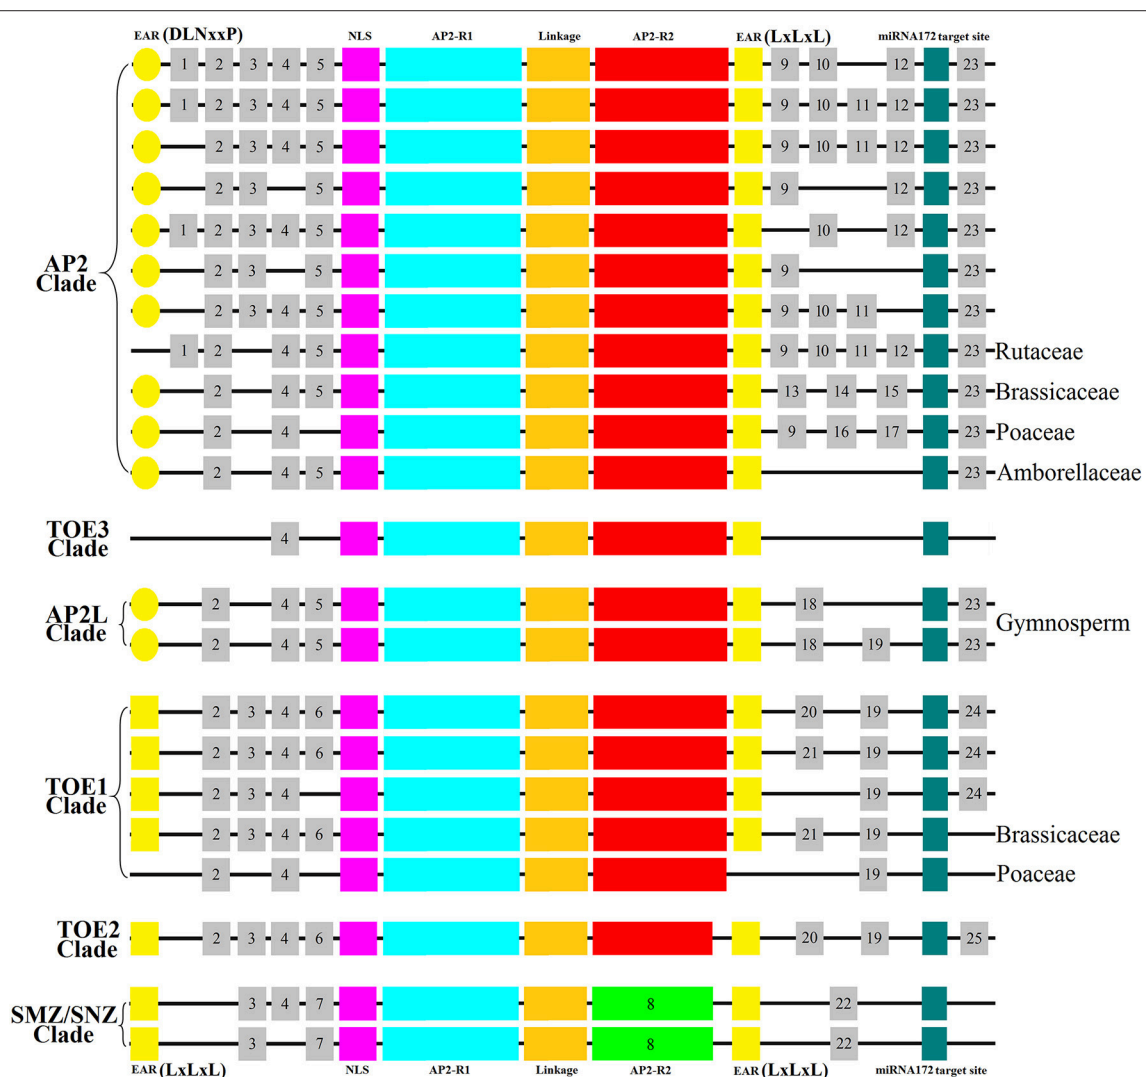 EAR (DLNxxP) NLS AP2-R1 Linkage AP2-R2 EAR (LxLxL) miRNA172 target site
1 2 3 4 5 9 10 12 23
1 2 3 4 5 9 10 11 12 23
2 3 4 5 9 10 11 12 23
2 3 5 9 12 23
1 2 3 4 5 10 12 23
AP2
Clade
2 3 5 9 23
2 3 4 5 9 10 11 23
1 2 4 5 9 10 11 12 23 Rutaceae
2 4 5 13 14 15 23 Brassicaceae
2 4 9 16 17 23 Poaceae
2 4 5 23 Amborellaceae
TOE3
Clade
4
AP2L
Clade
2 4 5 18 23
2 4 5 18 19 23
Gymnosperm
2 3 4 6 20 19 24
2 3 4 6 21 19 24
TOE1
Clade
2 3 4 19 24
2 3 4 6 21 19 Brassicaceae
2 4 19 Poaceae
TOE2
Clade
2 3 4 6 20 19 25
SMZ/SNZ
Clade
3 4 7 8 22
3 7 8 22
EAR (LxLxL) NLS AP2-R1 Linkage AP2-R2 EAR (LxLxL) miRNA172 target site